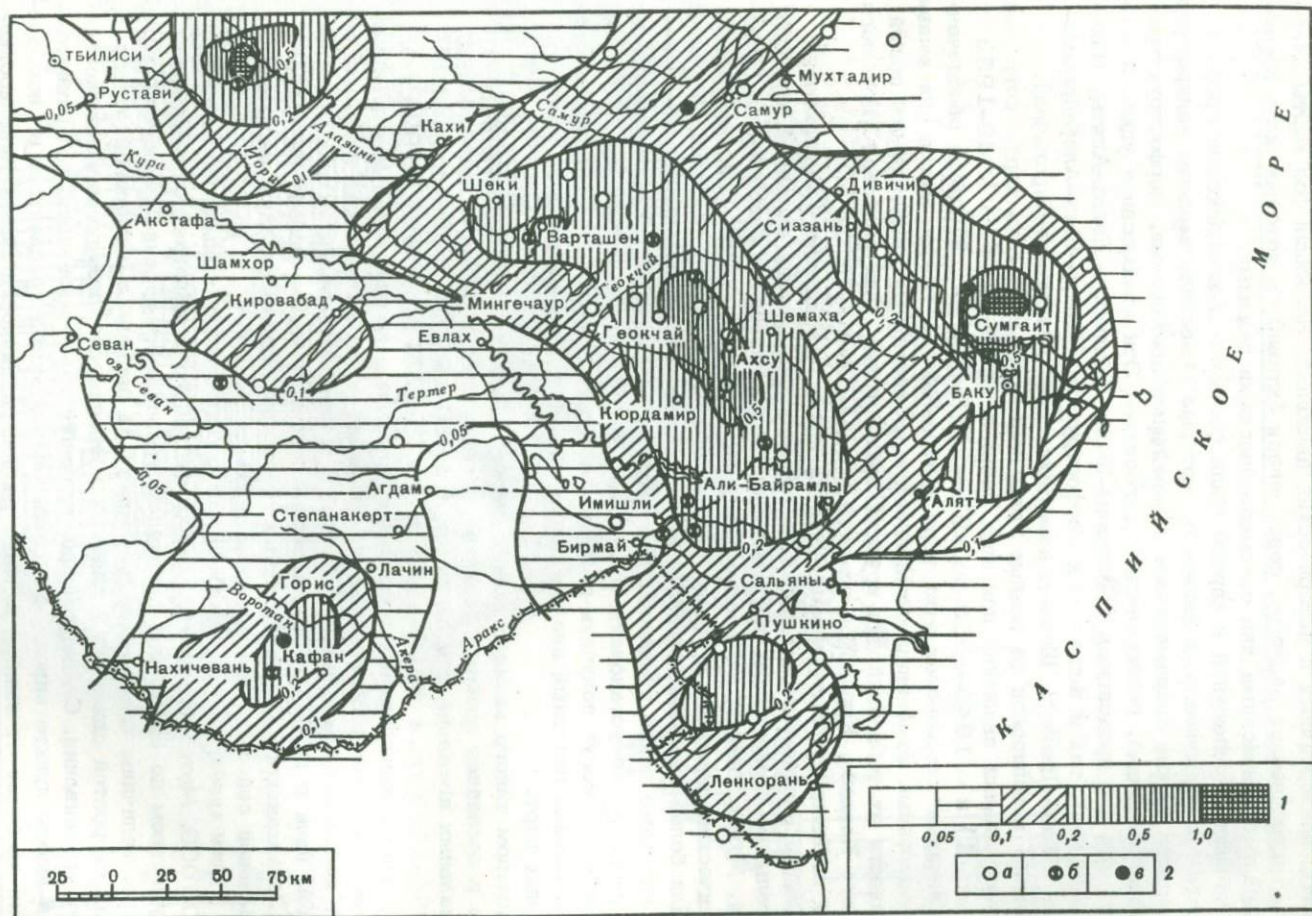 ТБИЛИСИ
Рустави
0,05
0,5
0,2
0,1
Кура
Иори
Алазани
Кахи
Самур
Самур
Мухтадир
Акстафа
Шеки
Варташен
Дивичи
Сиазань
Шамхор
Кировабад
Мингечаур
Геокчай
Геокчай
Шемаха
0,2
Сумгаит
0,5
БАКУ
Севан
оз. Севан
Евлах
0,1
Тертер
Ахсу
0,5
Кюрдамир
0,05
0,05
Агдам
Степанакерт
Имишли
Али-Байрамлы
Алят
0,1
Бирмай
0,2
Лачин
Горис
Воротан
Сальяны
Пушкино
Нахичевань
Кафан
0,2
0,1
Акера
Аракс
0,2
Ленкорань
КАСПИЙСКОЕ МОРЕ
0,05 0,1 0,2 0,5 1,0 1
а б в 2
25 0 25 50 75 км